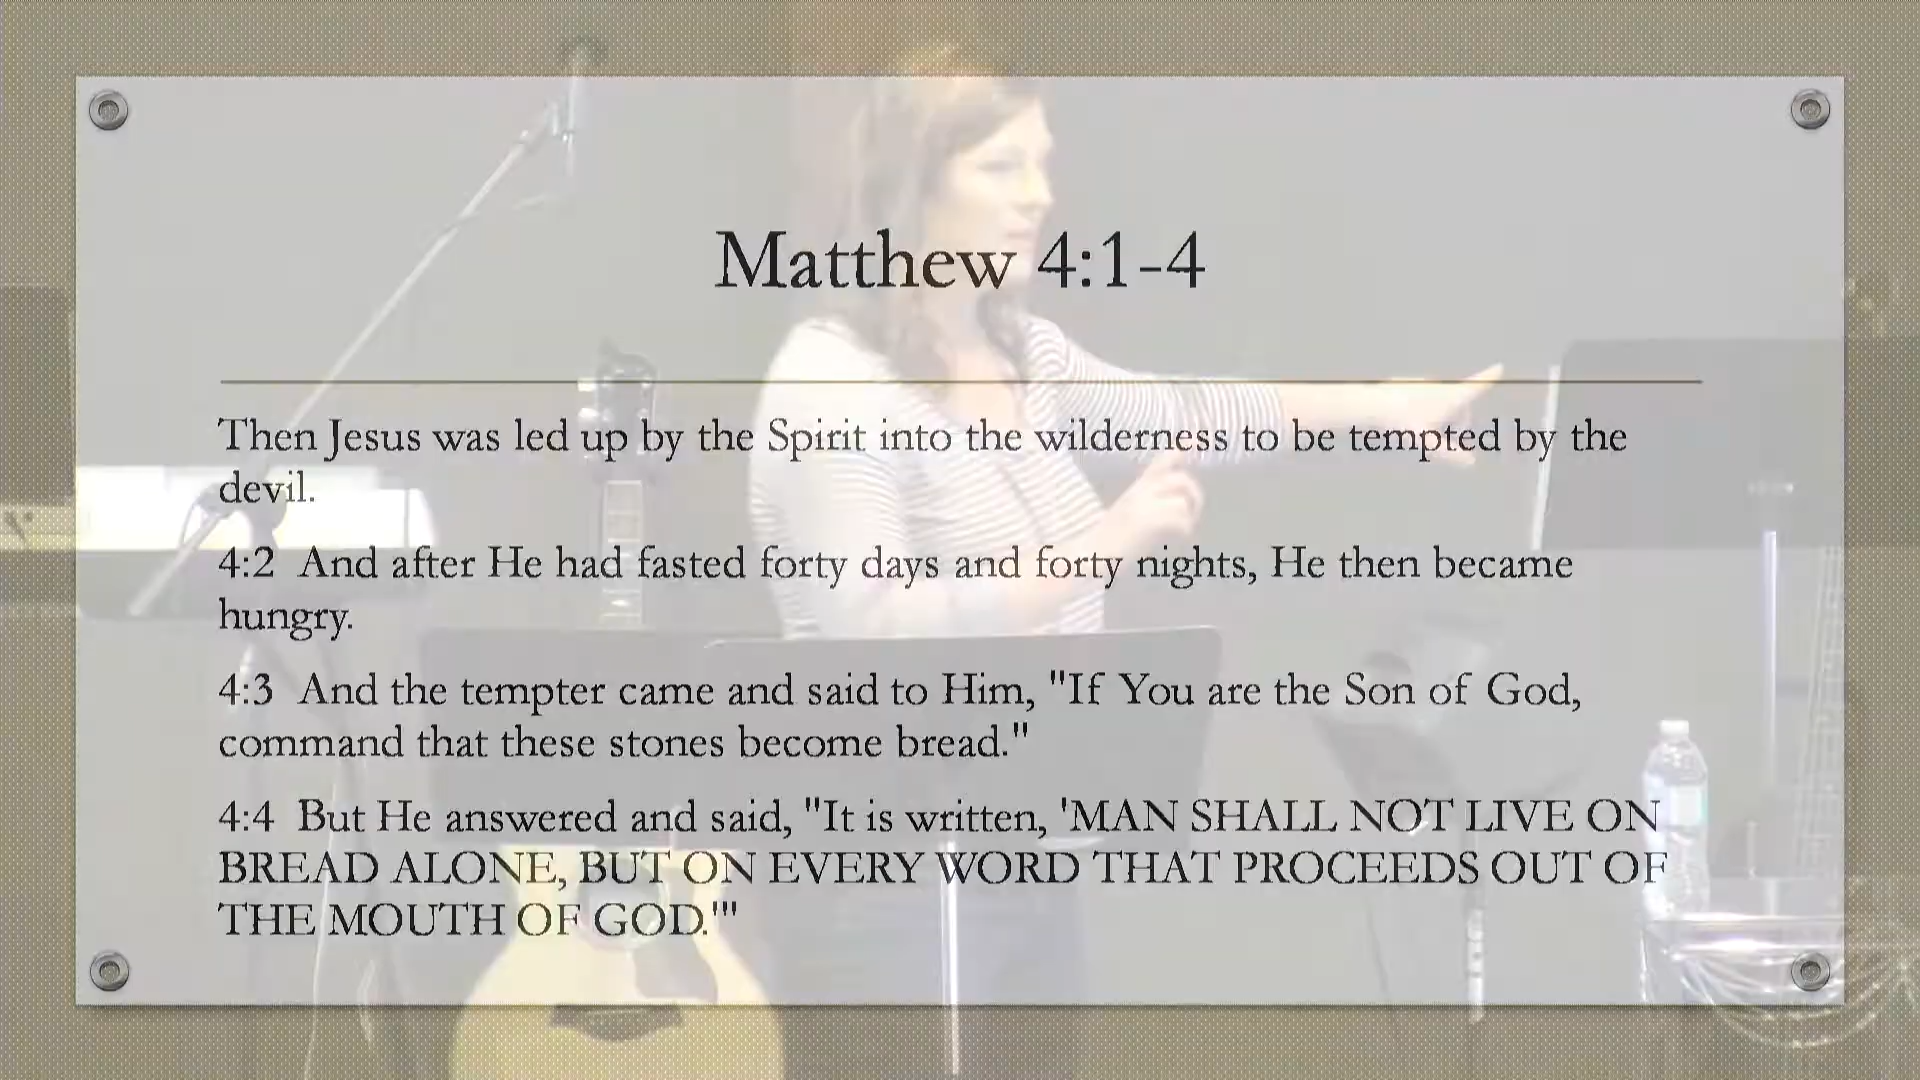 Matthew 4:1-4
Then Jesus was led up by the Spirit into the wilderness to be tempted by the
devil.
4:2 And after He had fasted forty days and forty nights, He then became
hungry.
4:3 And the tempter came and said to Him, "If You are the Son of God,
command that these stones become bread."
4:4 But He answered and said, "It is written, 'MAN SHALL NOT LIVE ON
BREAD ALONE, BUT ON EVERY WORD THAT PROCEEDS OUT OF
THE MOUTH OF GOD.'"